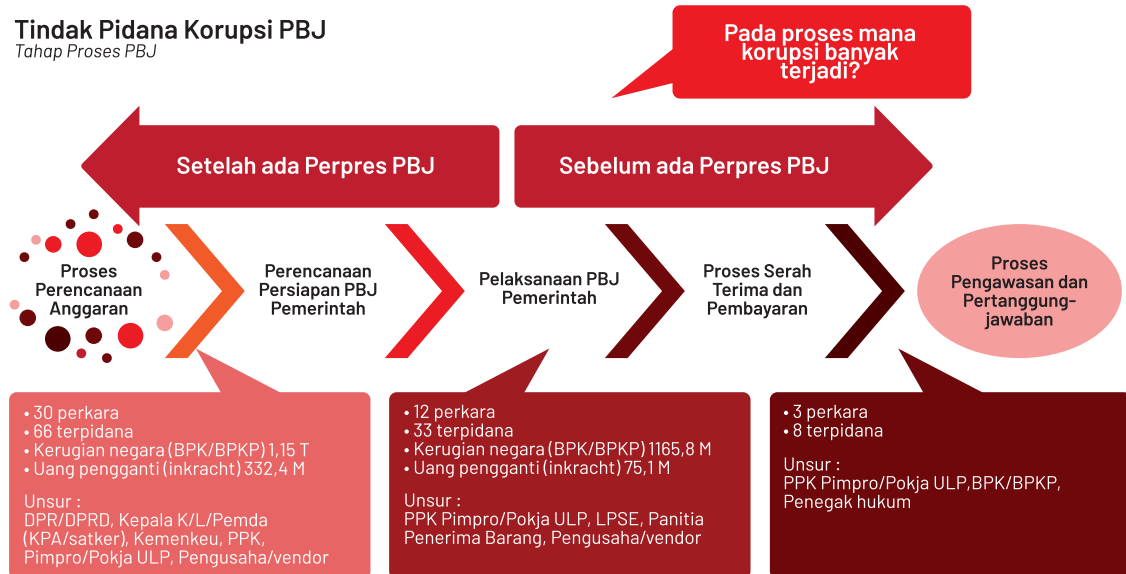 Tindak Pidana Korupsi PBJ
Tahap Proses PBJ
Pada proses mana
korupsi banyak
terjadi?
Setelah ada Perpres PBJ
Sebelum ada Perpres PBJ
Proses
Perencanaan
Anggaran
Perencanaan
Persiapan PBJ
Pemerintah
Pelaksanaan PBJ
Pemerintah
Proses Serah
Terima dan
Pembayaran
Proses
Pengawasan dan
Pertanggung-
jawaban
• 30 perkara
• 66 terpidana
• Kerugian negara (BPK/BPKP) 1,15 T
• Uang pengganti (inkracht) 332,4 M
Unsur :
DPR/DPRD, Kepala K/L/Pemda
(KPA/satker), Kemenkeu, PPK,
Pimpro/Pokja ULP, Pengusaha/vendor
• 12 perkara
• 33 terpidana
• Kerugian negara (BPK/BPKP) 1165,8 M
• Uang pengganti (inkracht) 75,1 M
Unsur :
PPK Pimpro/Pokja ULP, LPSE, Panitia
Penerima Barang, Pengusaha/vendor
• 3 perkara
• 8 terpidana
Unsur :
PPK Pimpro/Pokja ULP,BPK/BPKP,
Penegak hukum